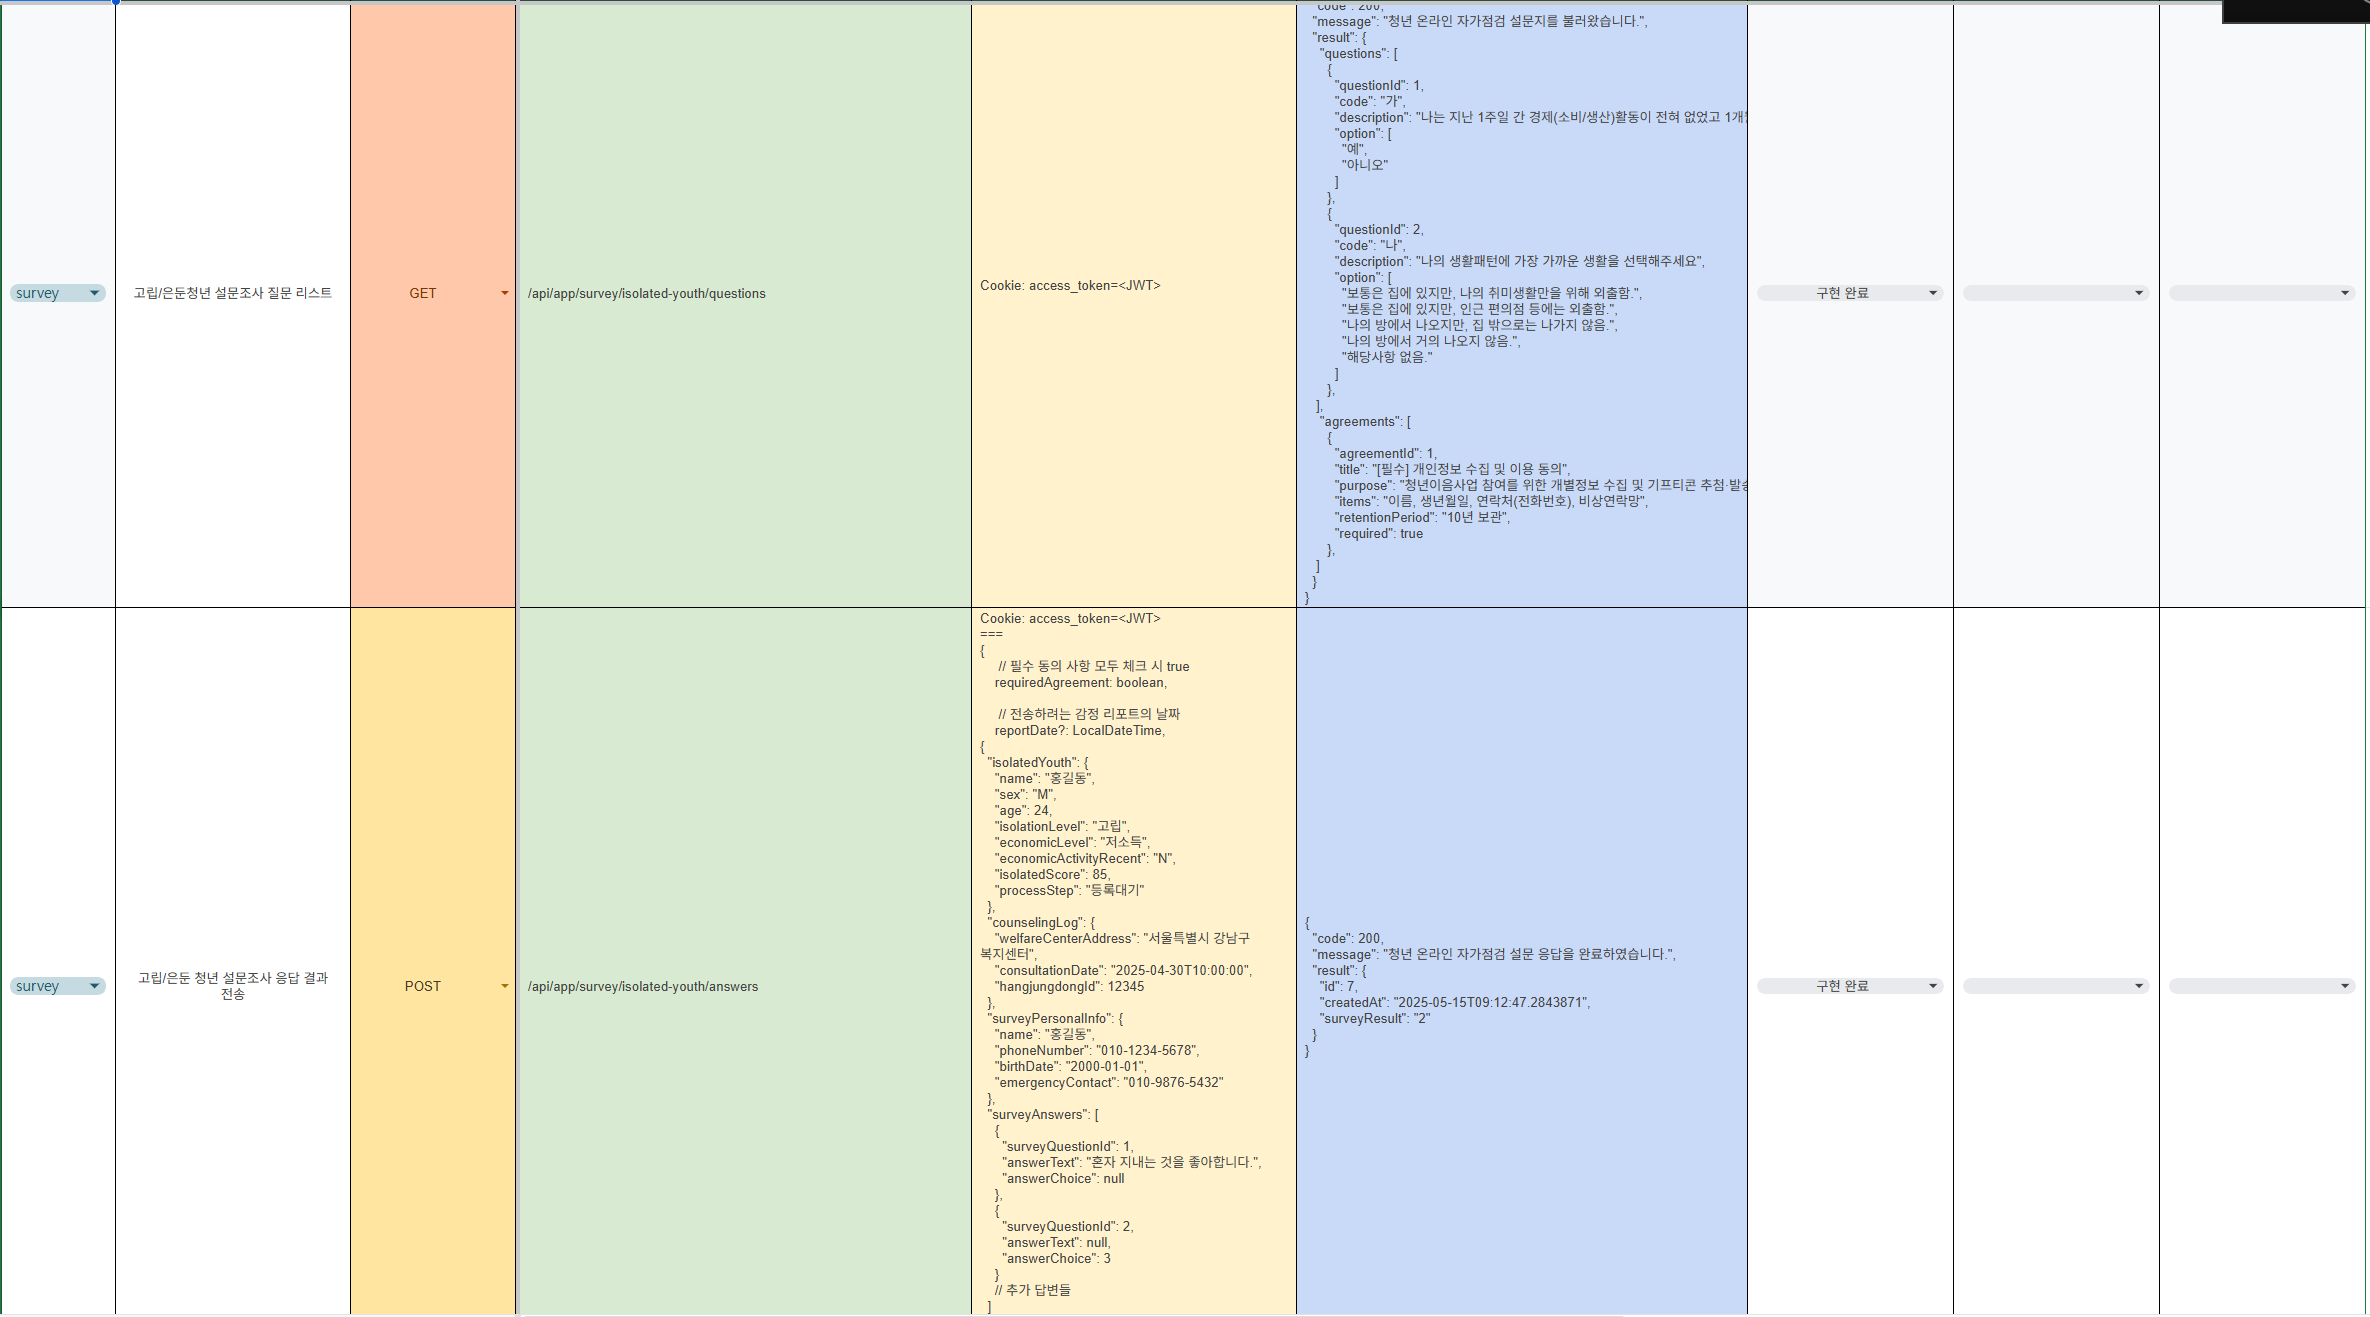 survey
고립/은둔청년 설문조사 질문 리스트
GET
/api/app/survey/isolated-youth/questions
Cookie: access_token=<JWT>
"code": 200,
"message": "청년 온라인 자가점검 설문지를 불러왔습니다.",
"result": {
"questions": [
{
"questionId": 1,
"code": "가",
"description": "나는 지난 1주일 간 경제(소비/생산)활동이 전혀 없었고
"option": [
"예",
"아니오"
]
},
{
"questionId": 2,
"code": "나",
"description": "나의 생활패턴에 가장 가까운 생활을 선택해주세요",
"option": [
"보통은 집에 있지만, 나의 취미생활만을 위해 외출함.",
"보통은 집에 있지만, 인근 편의점 등에는 외출함.",
"나의 방에서 나오지만, 집 밖으로는 나가지 않음.",
"나의 방에서 거의 나오지 않음.",
"해당사항 없음."
]
},
],
"agreements": [
{
"agreementId": 1,
"title": "[필수] 개인정보 수집 및 이용 동의",
"purpose": "청년이음사업 참여를 위한 개별정보 수집 및 기프티콘
"items": "이름, 생년월일, 연락처(전화번호), 비상연락망",
"retentionPeriod": "10년 보관",
"required": true
},
]
}
}
구현 완료
survey
고립/은둔 청년 설문조사 응답 결과
전송
POST
/api/app/survey/isolated-youth/answers
Cookie: access_token=<JWT>
===
{
// 필수 동의 사항 모두 체크 시 true
requiredAgreement: boolean,
// 전송하려는 감정 리포트의 날짜
reportDate?: LocalDateTime,
{
"isolatedYouth": {
"name": "홍길동",
"sex": "M",
"age": 24,
"isolationLevel": "고립",
"economicLevel": "저소득",
"economicActivityRecent": "N",
"isolatedScore": 85,
"processStep": "등록대기"
},
"counselingLog": {
"welfareCenterAddress": "서울특별시 강남구
복지센터",
"consultationDate": "2025-04-30T10:00:00",
"hangjungdongId": 12345
},
"surveyPersonalInfo": {
"name": "홍길동",
"phoneNumber": "010-1234-5678",
"birthDate": "2000-01-01",
"emergencyContact": "010-9876-5432"
},
"surveyAnswers": [
{
"surveyQuestionId": 1,
"answerText": "혼자 지내는 것을 좋아합니다.",
"answerChoice": null
},
{
"surveyQuestionId": 2,
"answerText": null,
"answerChoice": 3
}
// 추가 답변들
]
{
"code": 200,
"message": "청년 온라인 자가점검 설문 응답을 완료하였습니다.",
"result": {
"id": 7,
"createdAt": "2025-05-15T09:12:47.2843871",
"surveyResult": "2"
}
}
구현 완료